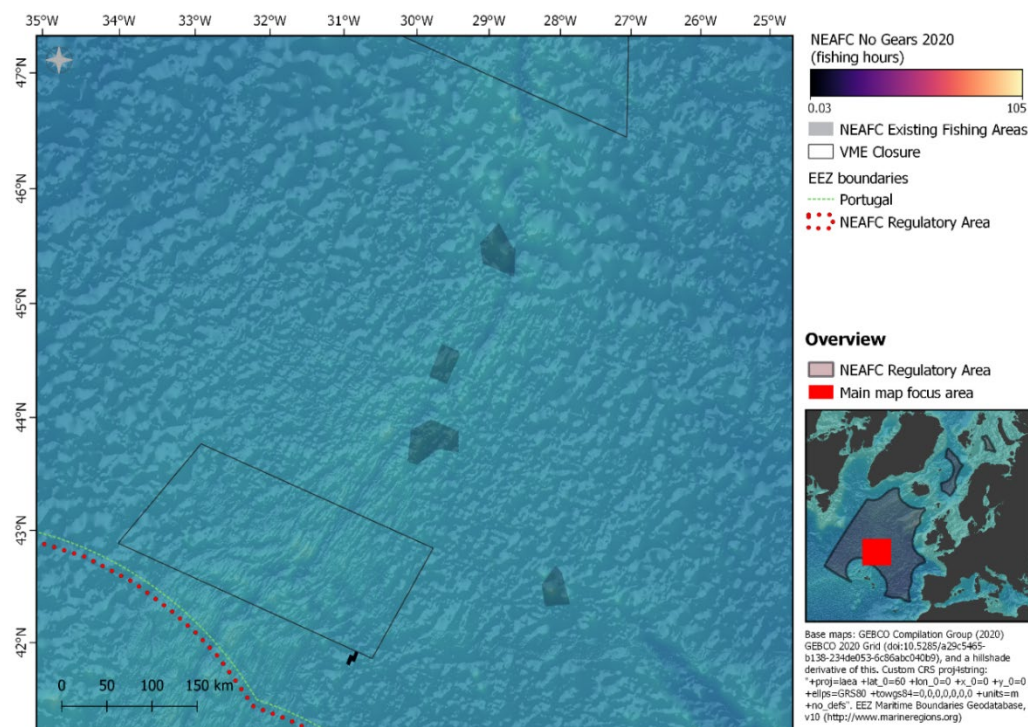 35°W 34°W 33°W 32°W 31°W 30°W 29°W 28°W 27°W 26°W 25°W
47°N
46°N
45°N
44°N
43°N
42°N
0 50 100 150 km
NEAFC No Gears 2020
(fishing hours)
0.03 105
NEAFC Existing Fishing Areas
VME Closure
EEZ boundaries
Portugal
NEAFC Regulatory Area
Overview
NEAFC Regulatory Area
Main map focus area
Base maps: GEBCO Compilation Group (2020)
GEBCO 2020 Grid (doi:10.5285/a29c5465-
b138-234de053-6c86abc040b9), and a hillshade
derivative of this. Custom CRS proj4string:
"+proj=laea +lat_0=60 +lon_0=0 +x_0=0 +y_0=0
+ellps=GRS80 +towgs84=0,0,0,0,0,0,0 +units=m
+no_defs". EEZ Maritime Boundaries Geodatabase,
v10 (http://www.marineregions.org)